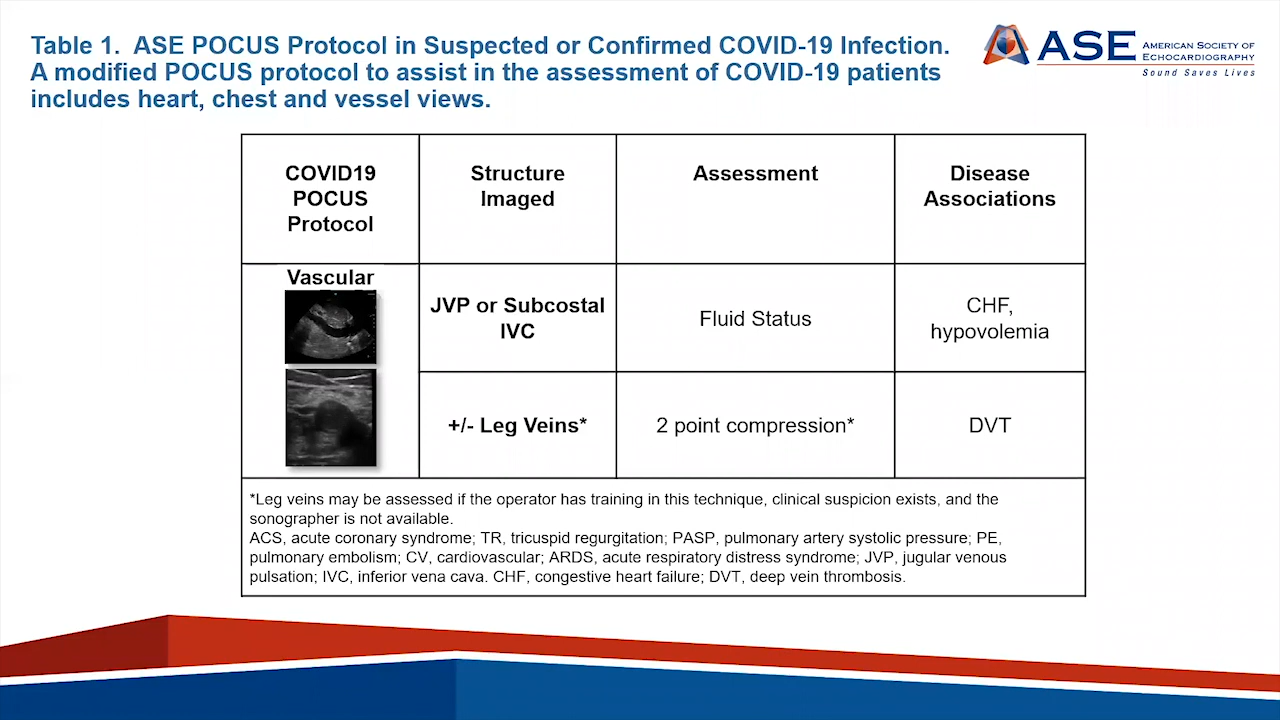 Table 1. ASE POCUS Protocol in Suspected or Confirmed COVID-19 Infection.
A modified POCUS protocol to assist in the assessment of COVID-19 patients
includes heart, chest and vessel views.
ASE AMERICAN SOCIETY OF
ECHOCARDIOGRAPHY
Sound Saves Lives
COVID19
POCUS
Protocol
Structure
Imaged
Assessment
Disease
Associations
Vascular
JVP or Subcostal
IVC
Fluid Status
CHF,
hypovolemia
+/- Leg Veins*
2 point compression*
DVT
*Leg veins may be assessed if the operator has training in this technique, clinical suspicion exists, and the
sonographer is not available.
ACS, acute coronary syndrome; TR, tricuspid regurgitation; PASP, pulmonary artery systolic pressure; PE,
pulmonary embolism; CV, cardiovascular; ARDS, acute respiratory distress syndrome; JVP, jugular venous
pulsation; IVC, inferior vena cava. CHF, congestive heart failure; DVT, deep vein thrombosis.